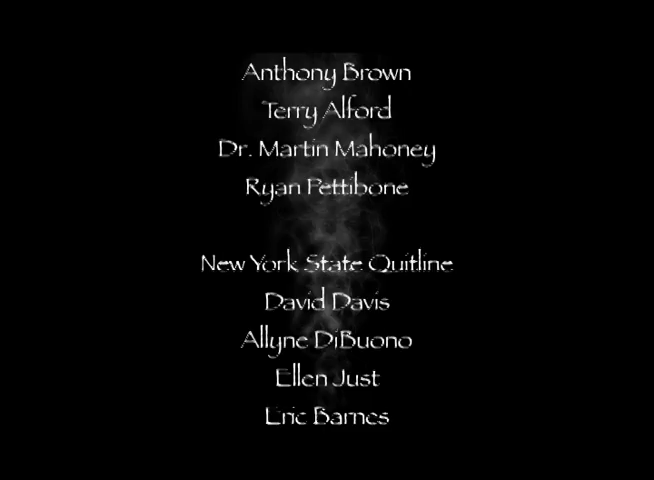 Anthony Brown
Terry Alford
Dr. Martin Mahoney
Ryan Pettibone
New York State Quitline
David Davis
Allyne DiBuono
Ellen Just
Eric Barnes